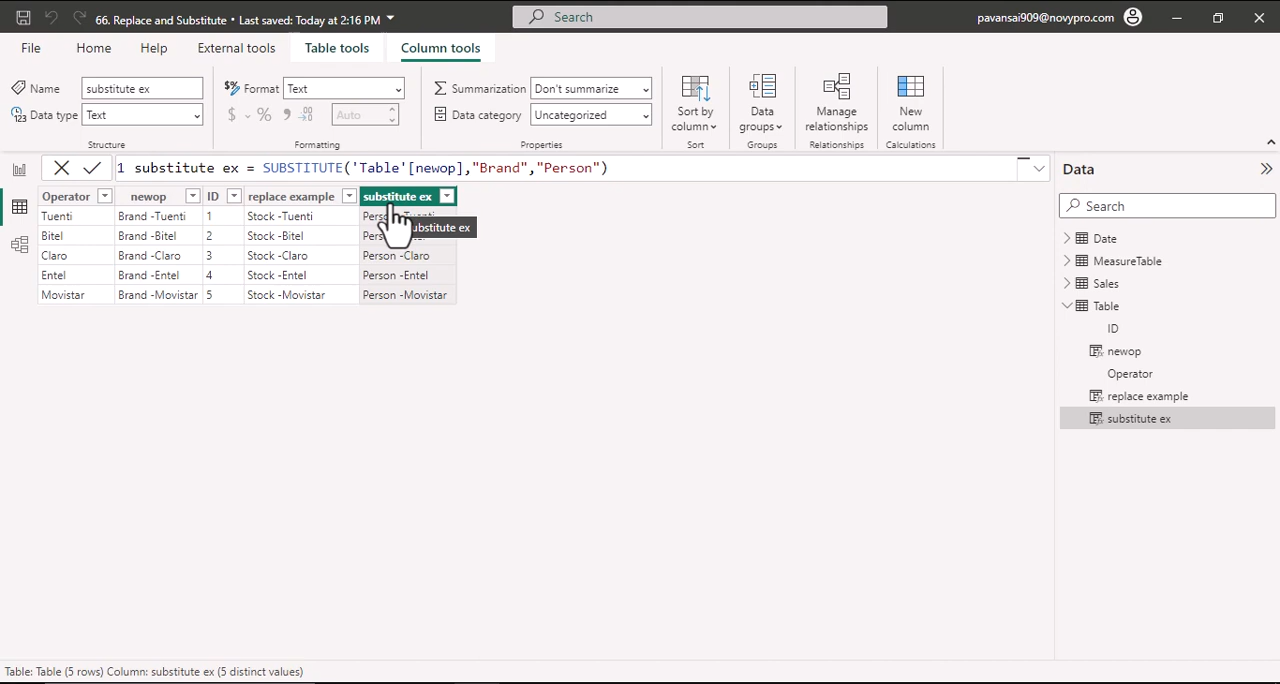 66. Replace and Substitute • Last saved: Today at 2:16 PM
Search
pavansai909@novypro.com
File Home Help External tools Table tools Column tools
Name substitute ex
Data type Text
Structure
$% Format Text
$ % Auto
Formatting
Summarization Don't summarize
Data category Uncategorized
Properties
Sort by column
Sort
Data groups
Groups
Manage relationships
Relationships
New column
Calculations
1 substitute ex = SUBSTITUTE('Table'[newop],"Brand","Person")
Operator newop ID replace example substitute ex
Tuenti Brand -Tuenti 1 Stock -Tuenti
substitute ex
Bitel Brand -Bitel 2 Stock -Bitel
Claro Brand -Claro 3 Stock -Claro Person -Claro
Entel Brand -Entel 4 Stock -Entel Person -Entel
Movistar Brand -Movistar 5 Stock -Movistar Person -Movistar
Data
Search
Date
MeasureTable
Sales
Table
ID
newop
Operator
replace example
substitute ex
Table: Table (5 rows) Column: substitute ex (5 distinct values)